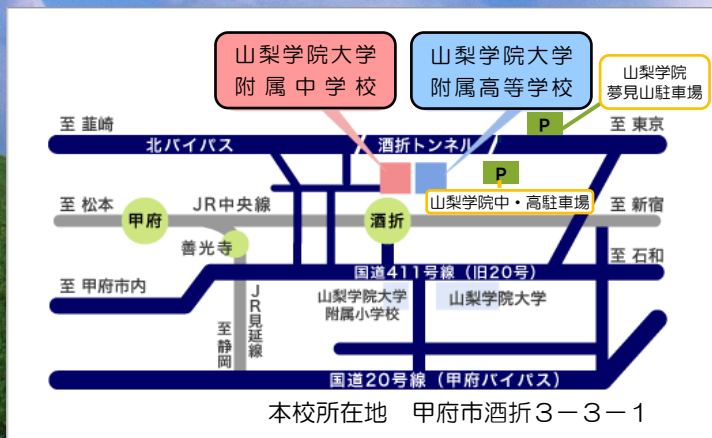 山梨学院大学
附属中学校
山梨学院大学
附属高等学校
山梨学院
夢見山駐車場
至 韮崎
北バイパス
酒折トンネル
P
至 東京
P
山梨学院中・高駐車場
至 松本
甲府
JR中央線
酒折
至 新宿
善光寺
国道411号線（旧20号）
至 石和
至 甲府市内
JR見延線
至 静岡
山梨学院大学
附属小学校
山梨学院大学
国道20号線（甲府バイパス）
本校所在地　甲府市酒折３－３－１